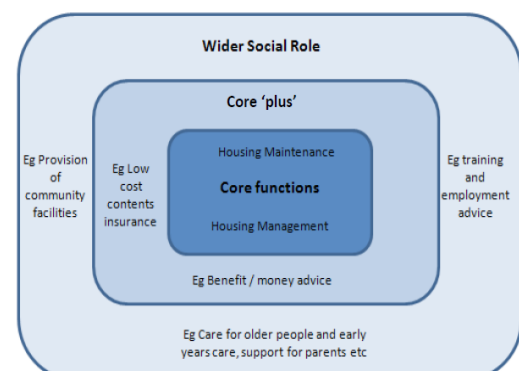 Wider Social Role
Core 'plus'
Housing Maintenance
Core functions
Housing Management
Eg Provision
of
community
facilities
Eg Low
cost
contents
insurance
Eg training
and
employment
advice
Eg Benefit / money advice
Eg Care for older people and early
years care, support for parents etc